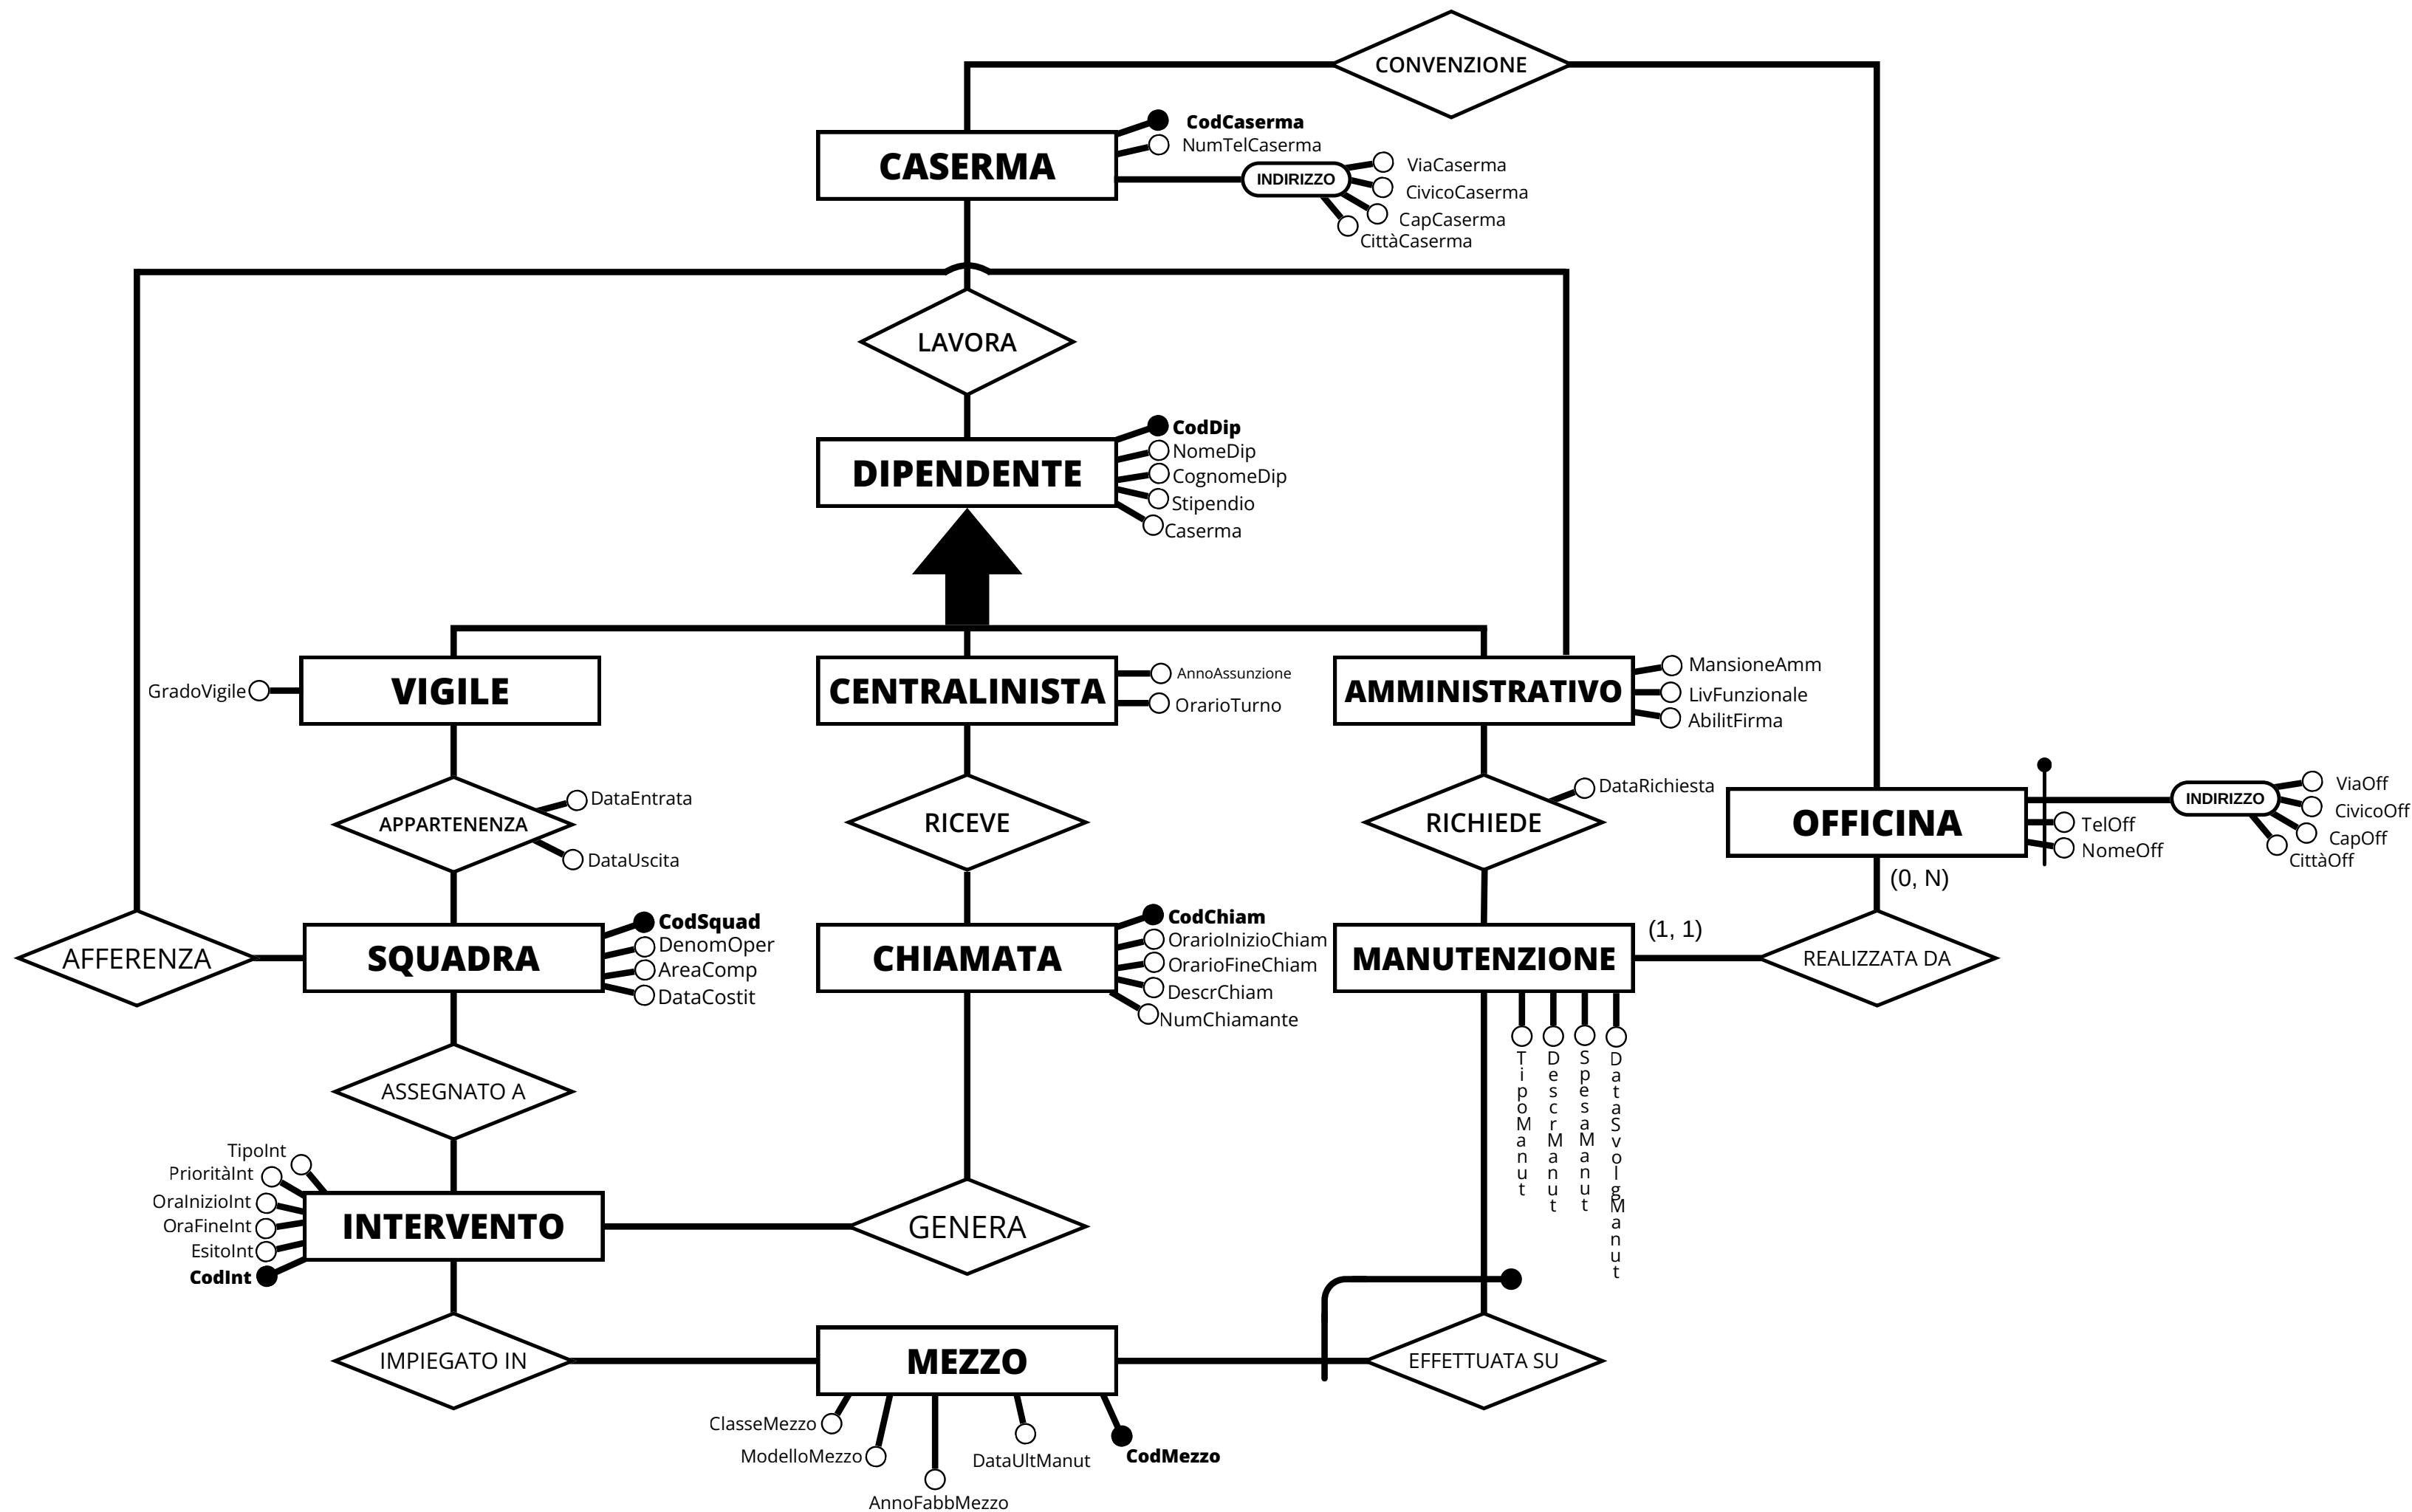 CONVENZIONE
CASERMA
CodCaserma
NumTelCaserma
INDIRIZZO
ViaCaserma
CivicoCaserma
CapCaserma
CittàCaserma
LAVORA
DIPENDENTE
CodDip
NomeDip
CognomeDip
Stipendio
Caserma
GradoVigile
VIGILE
CENTRALINISTA
AnnoAssunzione
OrarioTurno
AMMINISTRATIVO
MansioneAmm
LivFunzionale
AbilitFirma
APPARTENENZA
DataEntrata
DataUscita
RICEVE
RICHIEDE
DataRichiesta
OFFICINA
INDIRIZZO
ViaOff
CivicoOff
CapOff
CittàOff
TelOff
NomeOff
(0, N)
(1, 1)
AFFERENZA
SQUADRA
CodSquad
DenomOper
AreaComp
DataCostit
CHIAMATA
CodChiam
OrarioInizioChiam
OrarioFineChiam
DescrChiam
NumChiamante
MANUTENZIONE
REALIZZATA DA
TipoManut
DescrManut
SpesaManut
DataSvolgManut
ASSEGNATO A
TipoInt
PrioritàInt
OraInizioInt
OraFineInt
EsitoInt
CodInt
INTERVENTO
GENERA
IMPIEGATO IN
MEZZO
EFFETTUATA SU
ClasseMezzo
ModelloMezzo
AnnoFabbMezzo
DataUltManut
CodMezzo